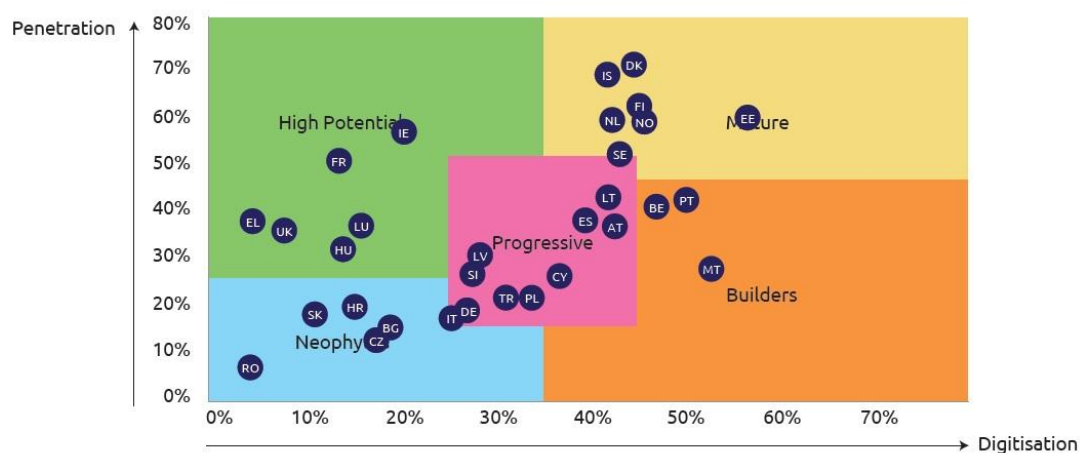 Penetration
80%
70%
60%
50%
40%
30%
20%
10%
0%
IS DK
FI
NL NO EE
High Potential
IE
Mature
FR
SE
EL
UK
LU
HU
LT
ES
AT
BE
PT
Progressive
LV
SI
CY
MT
Builders
TR
PL
DE
IT
SK
HR
BG
CZ
Neophytes
RO
0% 10% 20% 30% 40% 50% 60% 70%
Digitisation